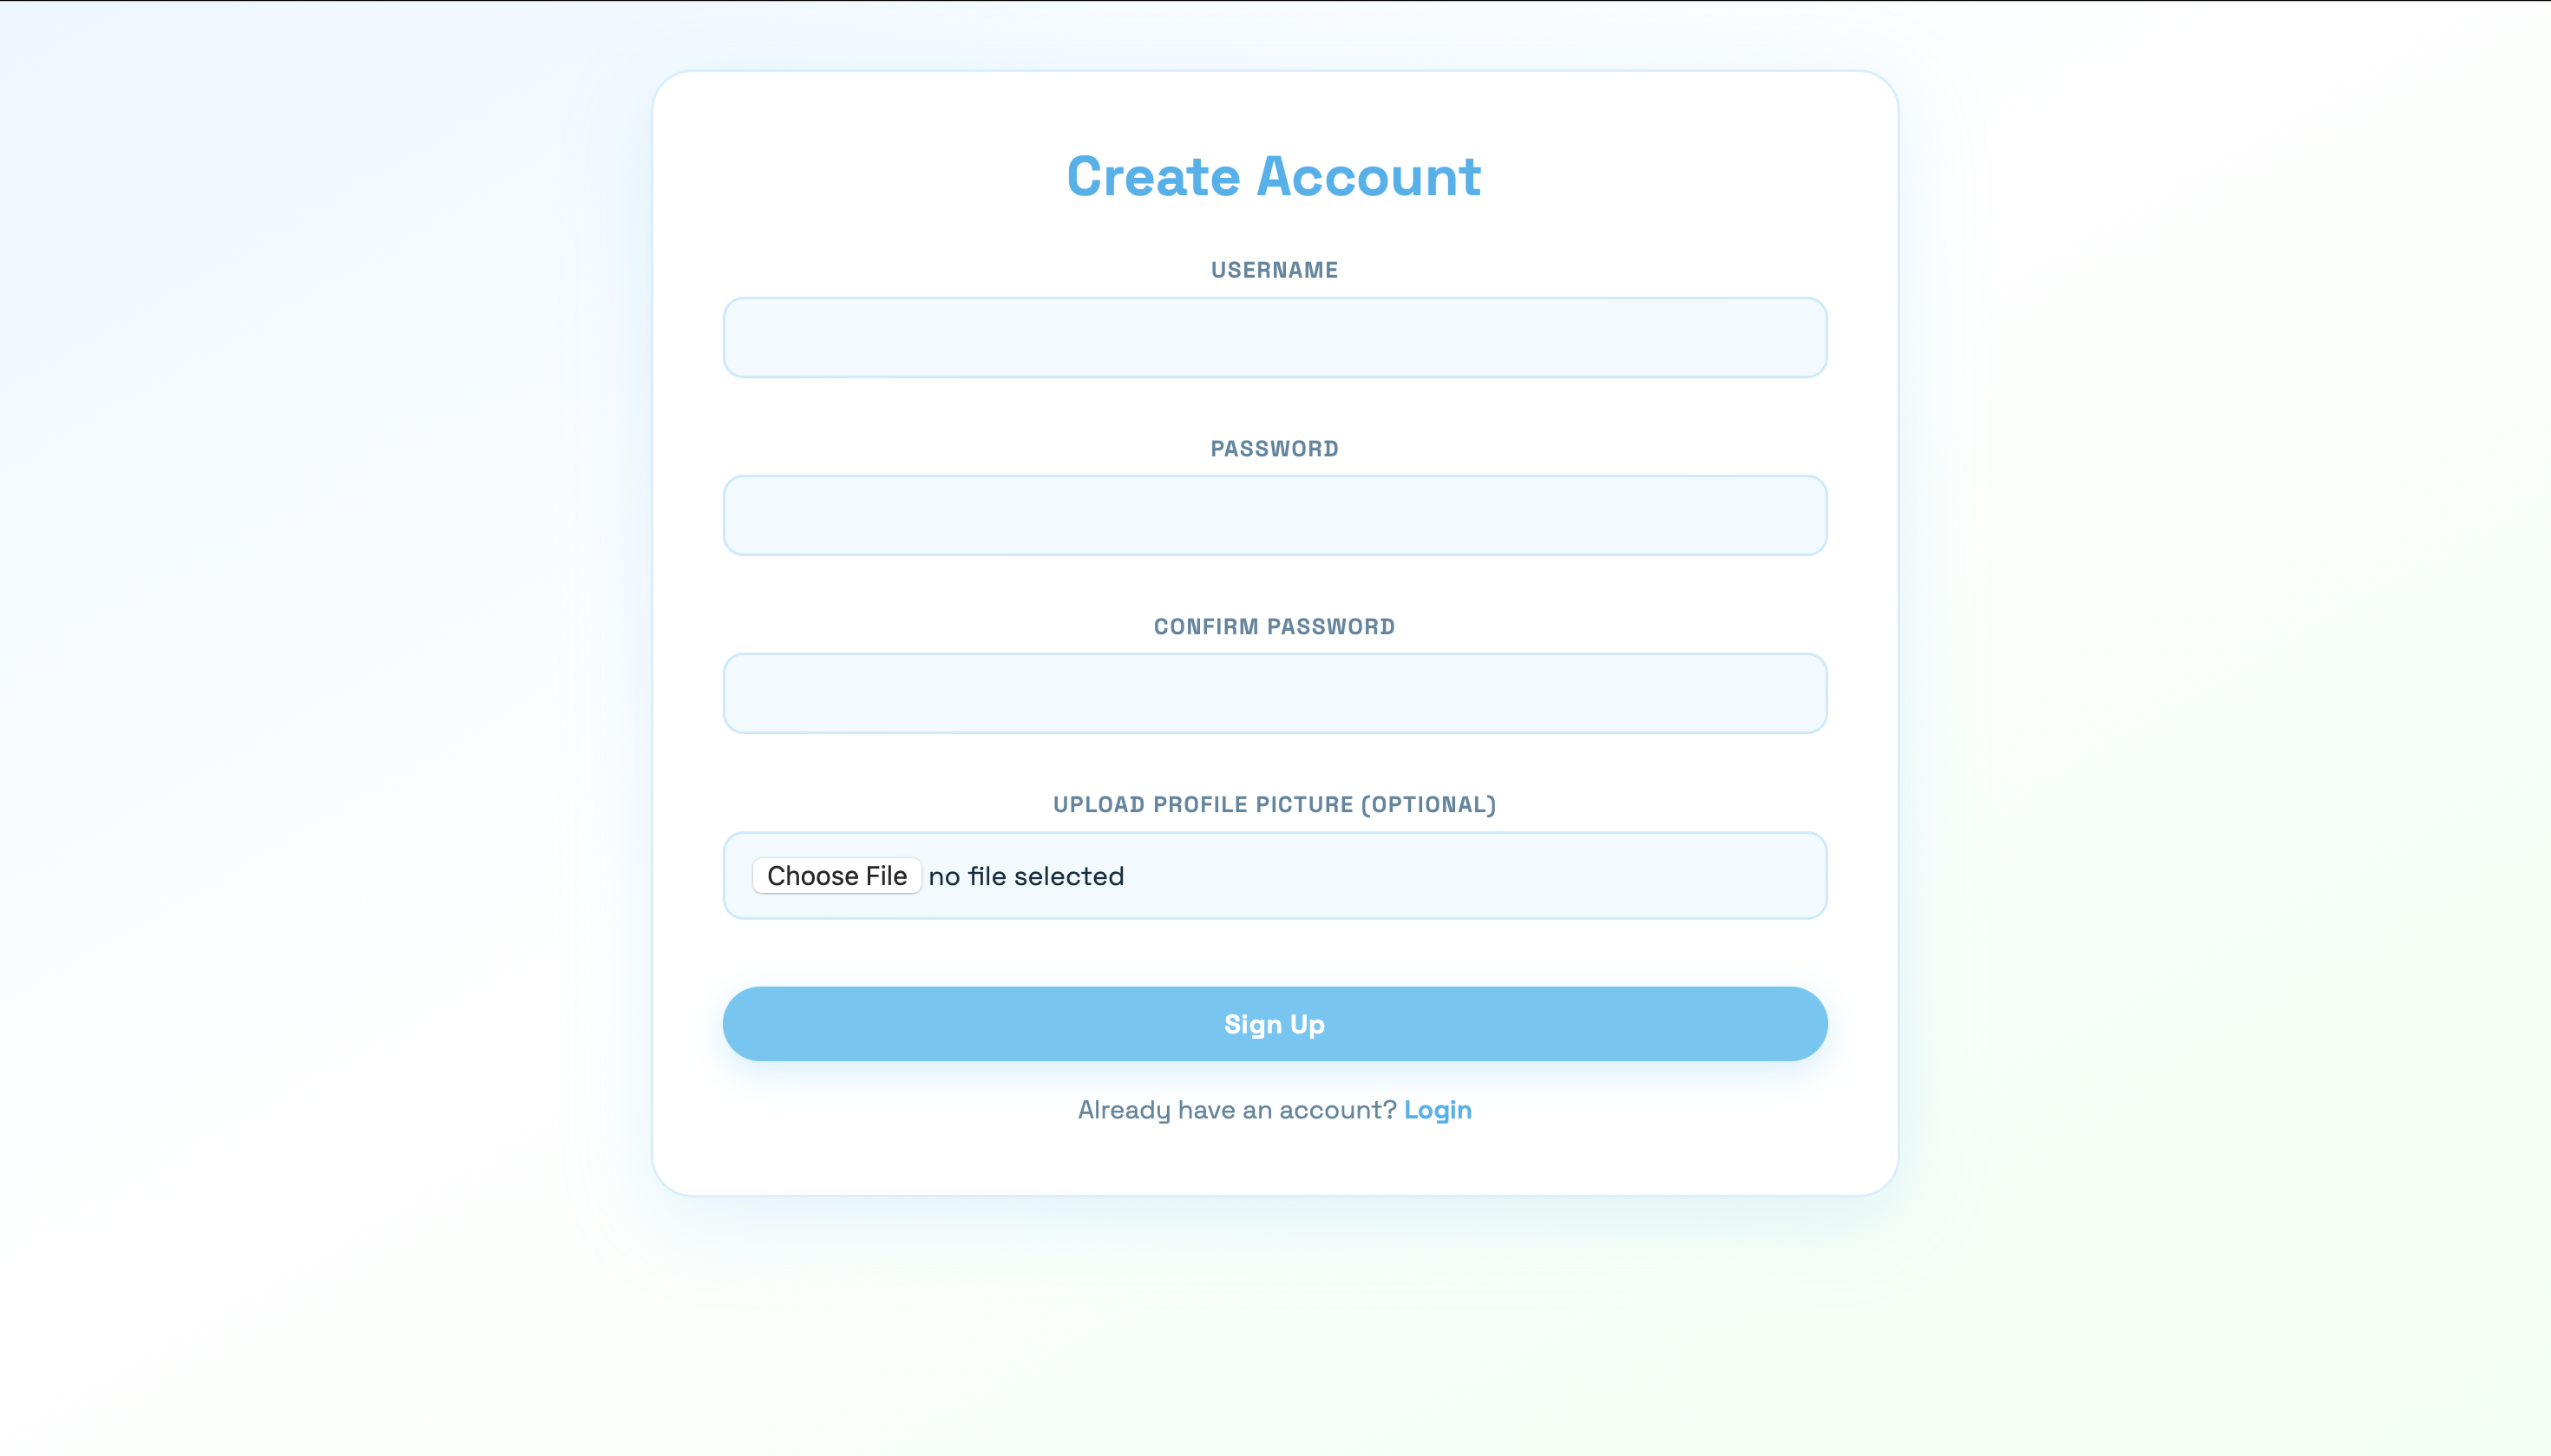 Create Account
USERNAME
PASSWORD
CONFIRM PASSWORD
UPLOAD PROFILE PICTURE (OPTIONAL)
Choose File no file selected
Sign Up
Already have an account? Login